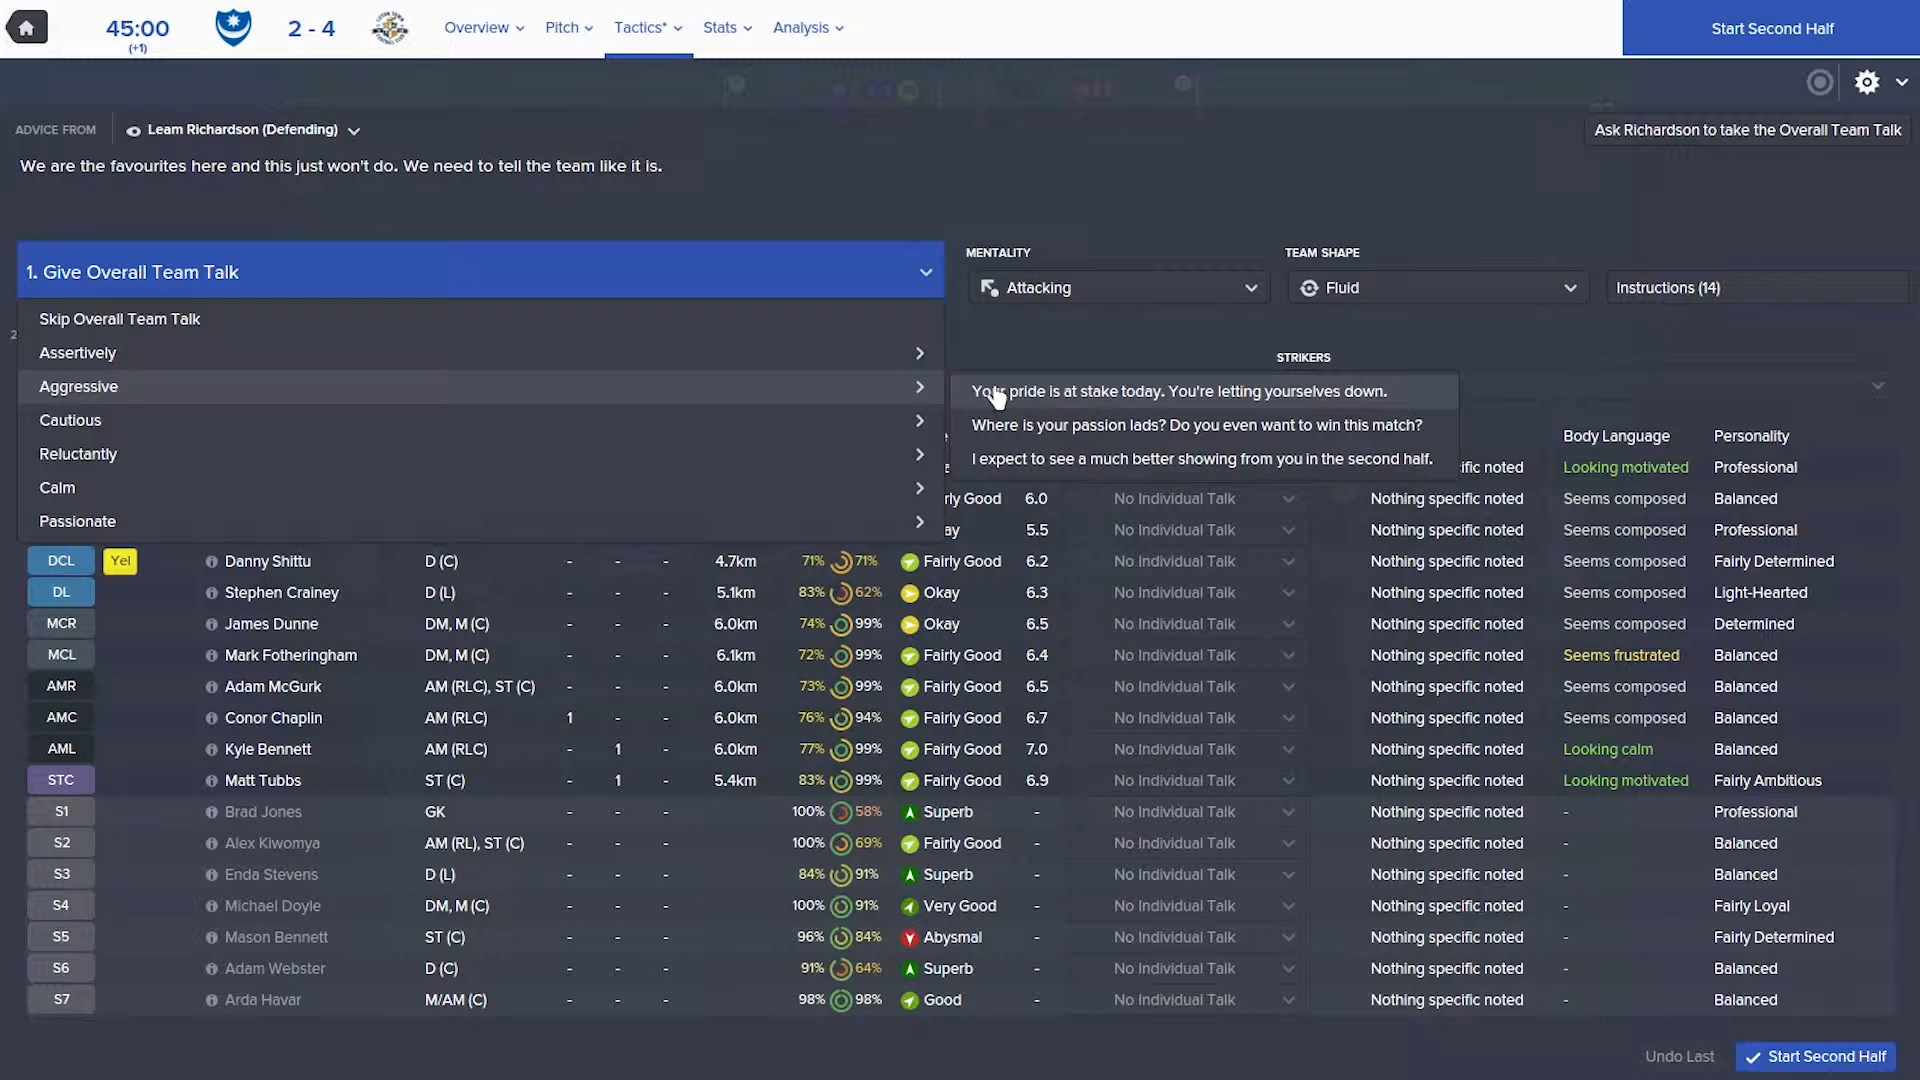 45:00
(+1)
2 - 4
Overview
Pitch
Tactics*
Stats
Analysis
Start Second Half
ADVICE FROM
Leam Richardson (Defending)
Ask Richardson to take the Overall Team Talk
We are the favourites here and this just won't do. We need to tell the team like it is.
1. Give Overall Team Talk
MENTALITY
Attacking
TEAM SHAPE
Fluid
Instructions (14)
Skip Overall Team Talk
Assertively
Aggressive
Cautious
Reluctantly
Calm
Passionate
STRIKERS
Your pride is at stake today. You're letting yourselves down.
Where is your passion lads? Do you even want to win this match?
I expect to see a much better showing from you in the second half.
Body Language Personality
noted Looking motivated Professional
Good 6.0 No Individual Talk Nothing specific noted Seems composed Balanced
5.5 No Individual Talk Nothing specific noted Seems composed Professional
DCL Yel Danny Shittu D (C) - - - 4.7km 71% 71% Fairly Good 6.2 No Individual Talk Nothing specific noted Seems composed Fairly Determined
DL Stephen Crainey D (L) - - - 5.1km 83% 62% Okay 6.3 No Individual Talk Nothing specific noted Seems composed Light-Hearted
MCR James Dunne DM, M (C) - - - 6.0km 74% 99% Okay 6.5 No Individual Talk Nothing specific noted Seems composed Determined
MCL Mark Fotheringham DM, M (C) - - - 6.1km 72% 99% Fairly Good 6.4 No Individual Talk Nothing specific noted Seems frustrated Balanced
AMR Adam McGurk AM (RLC), ST (C) - - - 6.0km 73% 99% Fairly Good 6.5 No Individual Talk Nothing specific noted Seems composed Balanced
AMC Conor Chaplin AM (RLC) 1 - - 6.0km 76% 94% Fairly Good 6.7 No Individual Talk Nothing specific noted Seems composed Balanced
AML Kyle Bennett AM (RLC) - 1 - 6.0km 77% 99% Fairly Good 7.0 No Individual Talk Nothing specific noted Looking calm Balanced
STC Matt Tubbs ST (C) - 1 - 5.4km 83% 99% Fairly Good 6.9 No Individual Talk Nothing specific noted Looking motivated Fairly Ambitious
S1 Brad Jones GK - - - 100% 58% Superb - No Individual Talk Nothing specific noted - Professional
S2 Alex Kiwomya AM (RL), ST (C) - - - 100% 69% Fairly Good - No Individual Talk Nothing specific noted - Balanced
S3 Enda Stevens D (L) - - - 84% 91% Superb - No Individual Talk Nothing specific noted - Balanced
S4 Michael Doyle DM, M (C) - - - 100% 91% Very Good - No Individual Talk Nothing specific noted - Fairly Loyal
S5 Mason Bennett ST (C) - - - 96% 84% Abysmal - No Individual Talk Nothing specific noted - Fairly Determined
S6 Adam Webster D (C) - - - 91% 64% Superb - No Individual Talk Nothing specific noted - Balanced
S7 Arda Havar M/AM (C) - - - 98% 98% Good - No Individual Talk Nothing specific noted - Balanced
Undo Last
Start Second Half